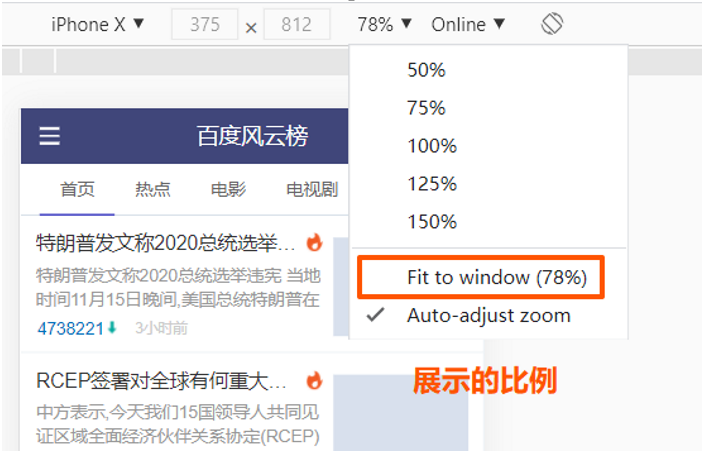 iPhone X ▼ 375 × 812 78% ▼ Online ▼
50%
75%
100%
125%
150%
Fit to window (78%)
✓ Auto-adjust zoom
展示的比例
百度风云榜
首页 热点 电影 电视剧
特朗普发文称2020总统选举...
特朗普发文称2020总统选举违宪 当地
时间11月15日晚间,美国总统特朗普在
4738221 3小时前
RCEP签署对全球有何重大...
中方表示,今天我们15国领导人共同见
证区域全面经济伙伴关系协定(RCEP)